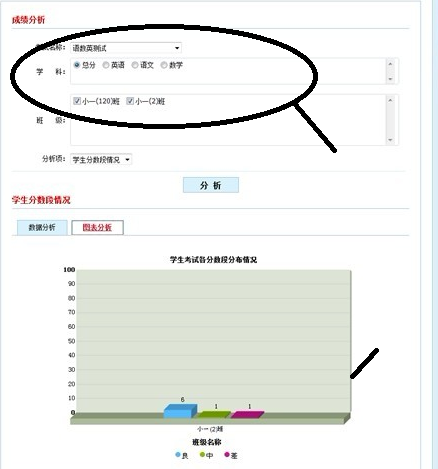 成绩分析
名称: 语数英测试
学 科: 总分 英语 语文 数学
小一(120)班 小一(2)班
班 级:
分析项: 学生分数段情况
分 析
学生分数段情况
数据分析 图表分析
学生考试各分数段分布情况
100
90
80
70
60
50
40
30
20
10
0
6 1 1
小一(2)班
班级名称
良 中 差